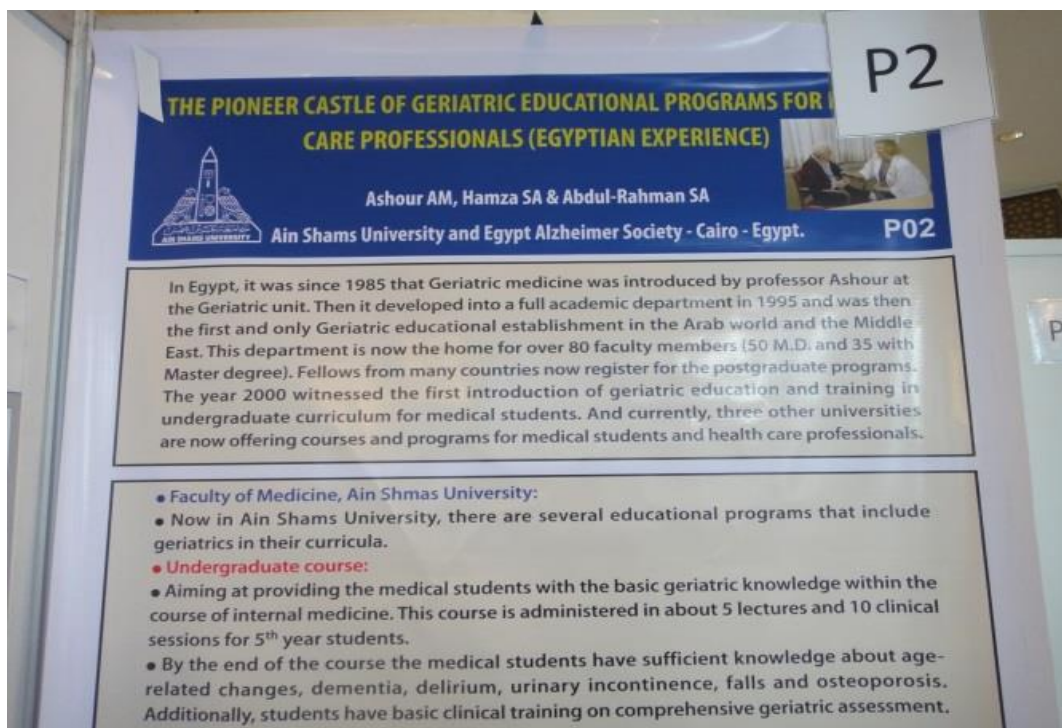 P2
THE PIONEER CASTLE OF GERIATRIC EDUCATIONAL PROGRAMS FOR
CARE PROFESSIONALS (EGYPTIAN EXPERIENCE)
Ashour AM, Hamza SA & Abdul-Rahman SA
AIN SHAMS UNIVERSITY
Ain Shams University and Egypt Alzheimer Society - Cairo - Egypt.
P02
In Egypt, it was since 1985 that Geriatric medicine was introduced by professor Ashour at
the Geriatric unit. Then it developed into a full academic department in 1995 and was then
the first and only Geriatric educational establishment in the Arab world and the Middle
East. This department is now the home for over 80 faculty members (50 M.D. and 35 with
Master degree). Fellows from many countries now register for the postgraduate programs.
The year 2000 witnessed the first introduction of geriatric education and training in
undergraduate curriculum for medical students. And currently, three other universities
are now offering courses and programs for medical students and health care professionals.
• Faculty of Medicine, Ain Shmas University:
• Now in Ain Shams University, there are several educational programs that include
geriatrics in their curricula.
• Undergraduate course:
• Aiming at providing the medical students with the basic geriatric knowledge within the
course of internal medicine. This course is administered in about 5 lectures and 10 clinical
sessions for 5th year students.
• By the end of the course the medical students have sufficient knowledge about age-
related changes, dementia, delirium, urinary incontinence, falls and osteoporosis.
Additionally, students have basic clinical training on comprehensive geriatric assessment.
P